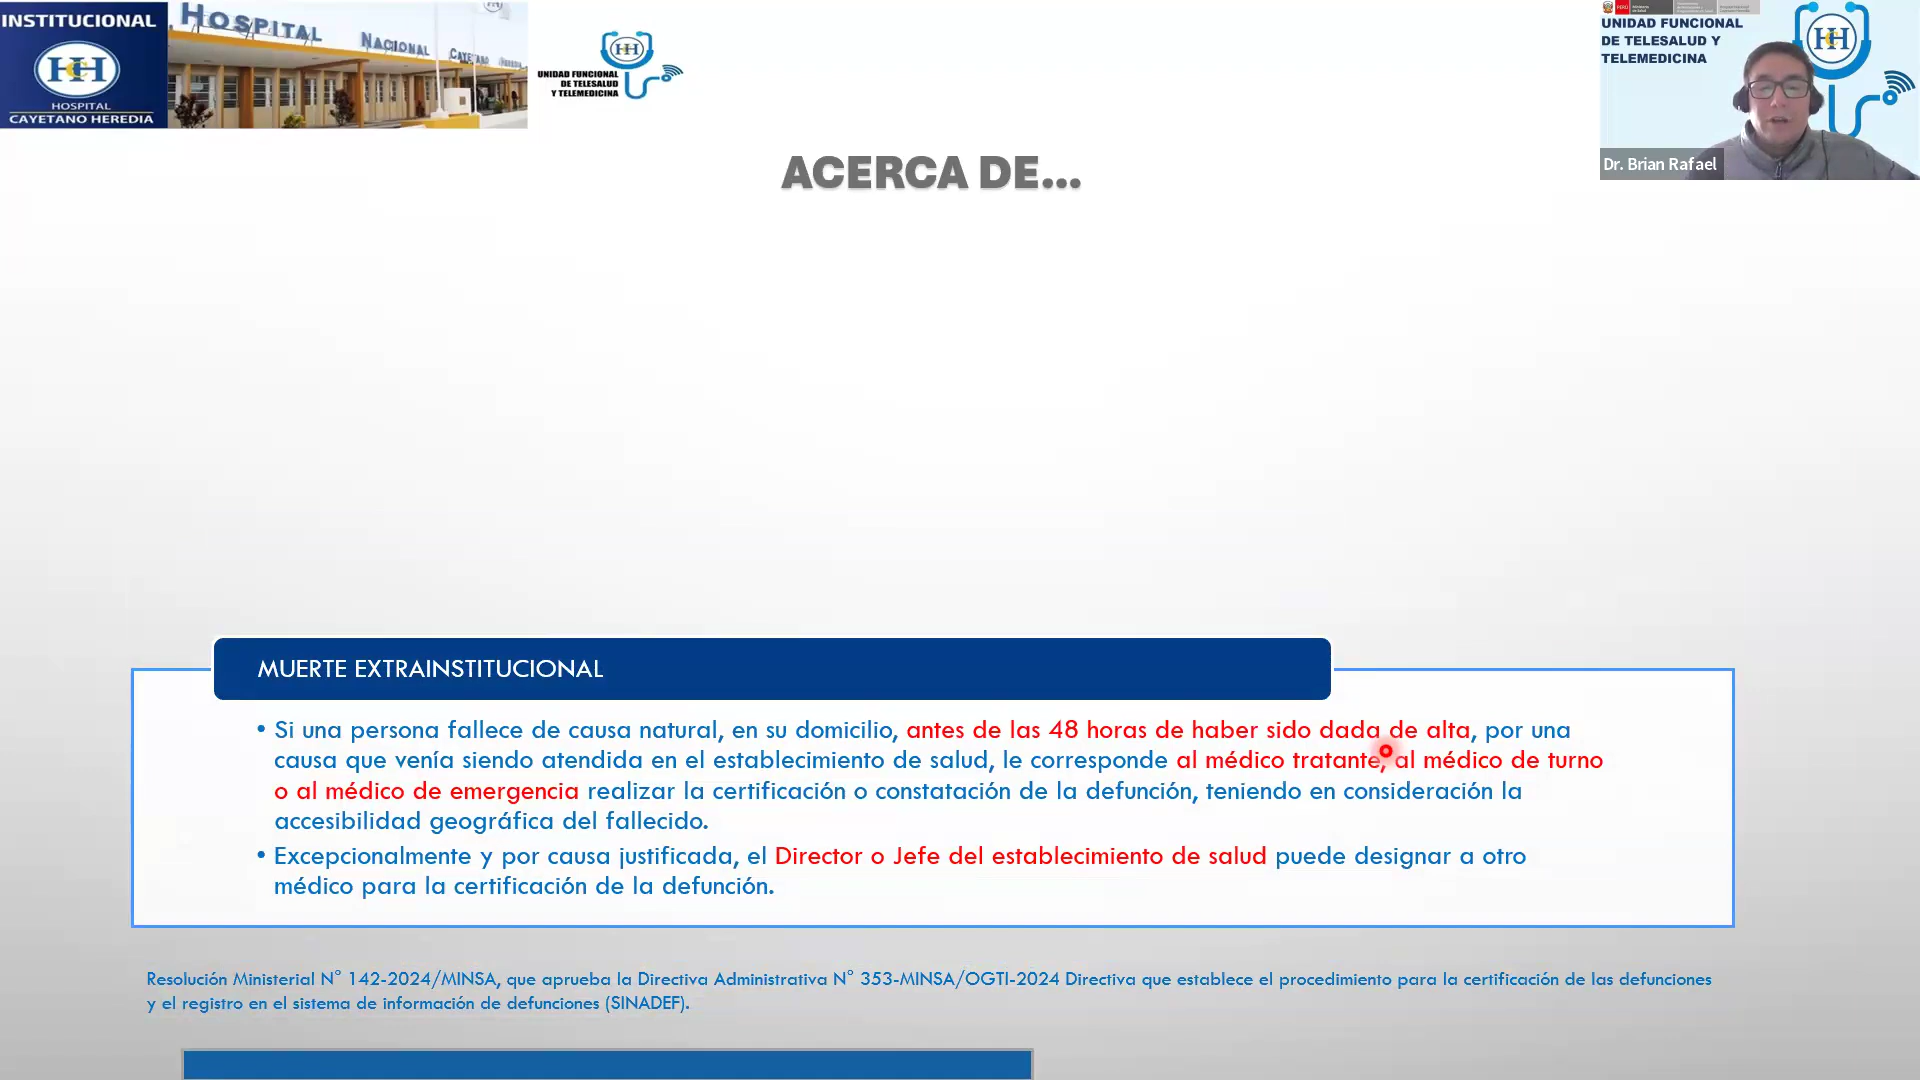 INSTITUCIONAL
HOSPITAL
CAYETANO HEREDIA
HOSPITAL NACIONAL CAYETANO HEREDIA
UNIDAD FUNCIONAL
DE TELESALUD
Y TELEMEDICINA
PERÚ
UNIDAD FUNCIONAL
DE TELESALUD Y
TELEMEDICINA
Dr. Brian Rafael
ACERCA DE...
MUERTE EXTRAINSTITUCIONAL
• Si una persona fallece de causa natural, en su domicilio, antes de las 48 horas de haber sido dada de alta, por una
causa que venía siendo atendida en el establecimiento de salud, le corresponde al médico tratante, al médico de turno
o al médico de emergencia realizar la certificación o constatación de la defunción, teniendo en consideración la
accesibilidad geográfica del fallecido.
• Excepcionalmente y por causa justificada, el Director o Jefe del establecimiento de salud puede designar a otro
médico para la certificación de la defunción.
Resolución Ministerial N° 142-2024/MINSA, que aprueba la Directiva Administrativa N° 353-MINSA/OGTI-2024 Directiva que establece el procedimiento para la certificación de las defunciones
y el registro en el sistema de información de defunciones (SINADEF).